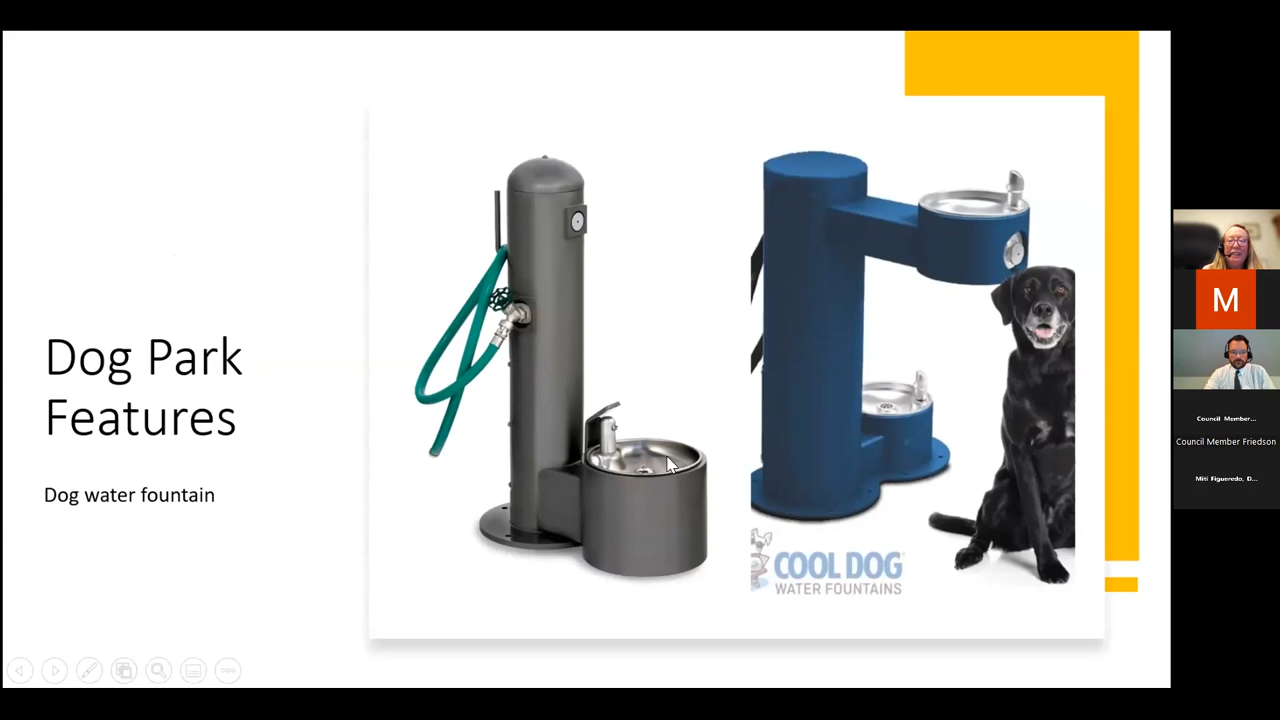 Dog Park
Features
Dog water fountain
COOL DOG
WATER FOUNTAINS
M
Council Member...
Council Member Friedson
Miti Figueredo, D...